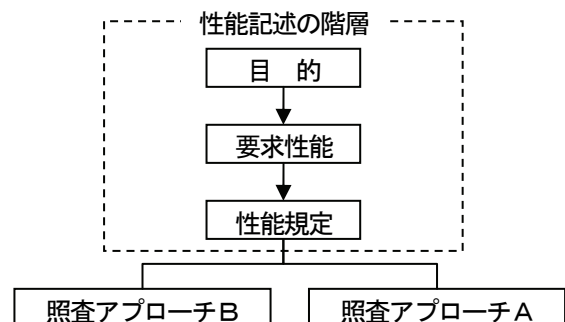 性能記述の階層
目 的
要求性能
性能規定
照査アプローチB
照査アプローチA